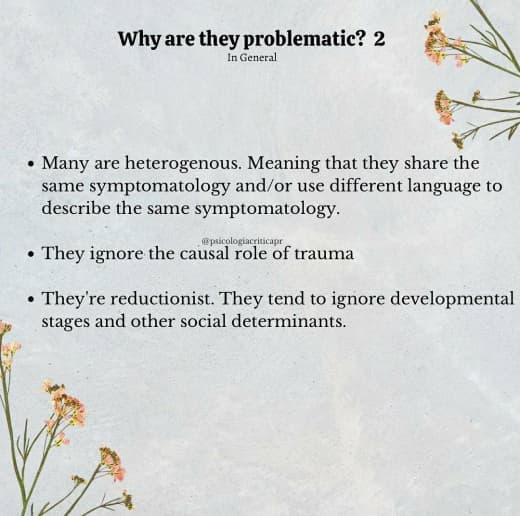 Why are they problematic? 2
In General
• Many are heterogenous. Meaning that they share the
same symptomatology and/or use different language to
describe the same symptomatology.
@psicologiacriticapr
• They ignore the causal role of trauma
• They're reductionist. They tend to ignore developmental
stages and other social determinants.